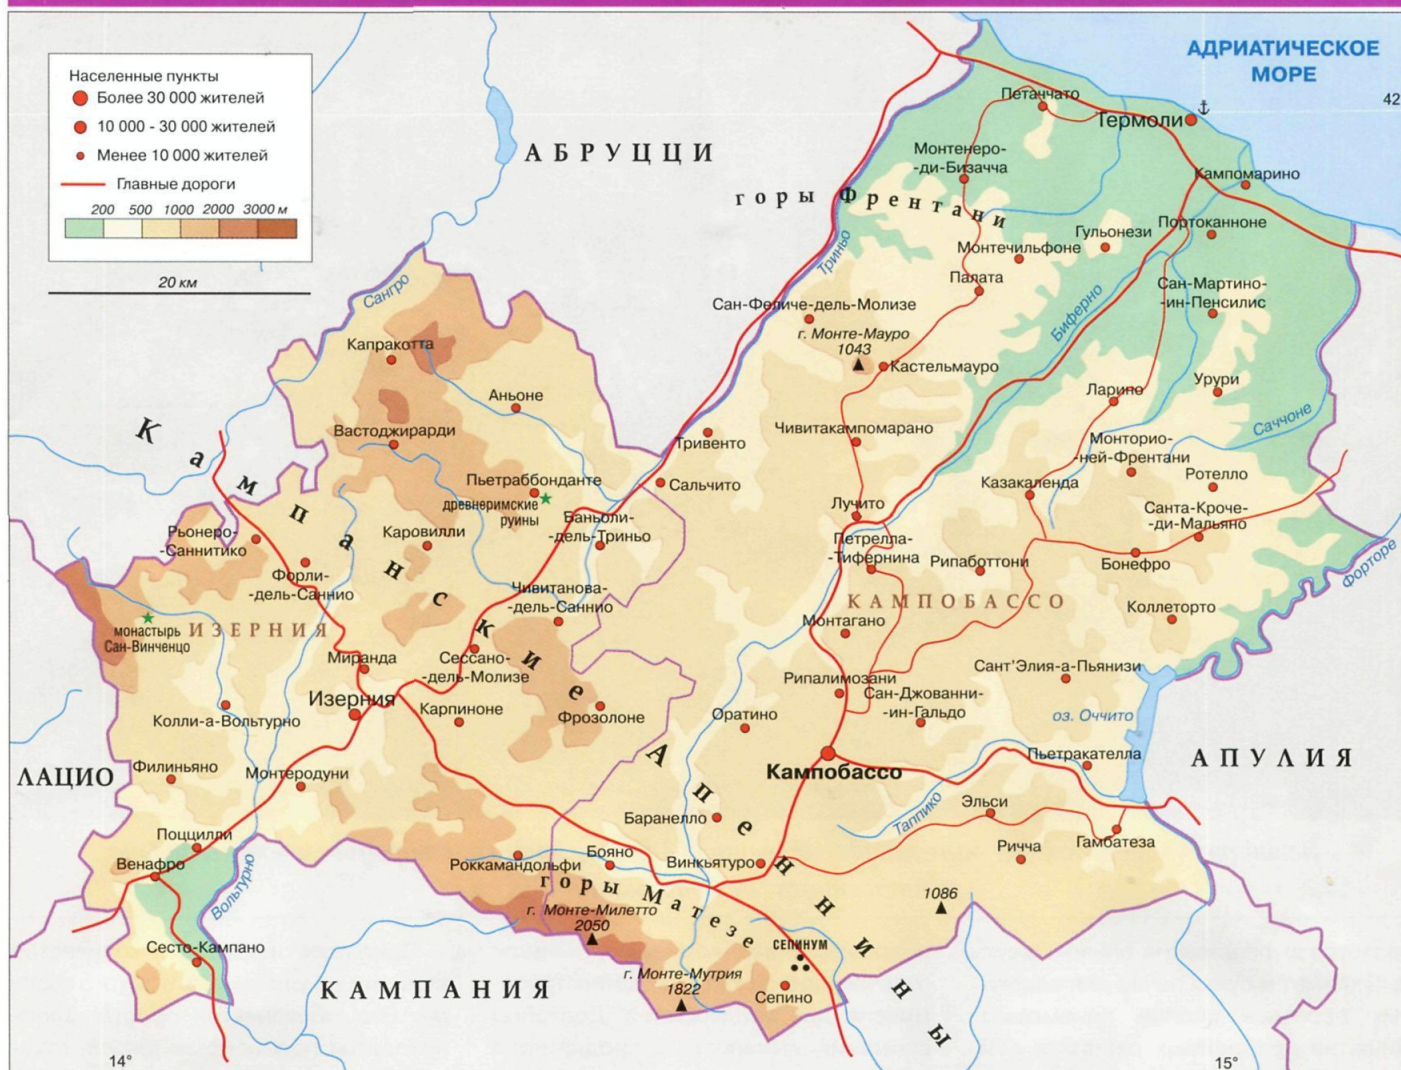 Населенные пункты
Более 30 000 жителей
10 000 - 30 000 жителей
Менее 10 000 жителей
Главные дороги
200 500 1000 2000 3000 м
20 км
АДРИАТИЧЕСКОЕ
МОРЕ
42
АБРУЦЦИ
Петаччато
Термоли
Монтенеро-
-ди-Бизачча
Кампомарино
горы Френтани
Триньо
Гульонези
Портоканноне
Монтечильфоне
Палата
Биферно
Сан-Мартино-
-ин-Пенсилис
Сангро
Сан-Феличе-дель-Молизе
г. Монте-Мауро
1043
Капракотта
Кастельмауро
Аньоне
Ларино
Урури
Саччоне
Кампанские Апеннины
Вастоджирарди
Тривенто
Чивитакампомарано
Монторио-
-ней-Френтани
Пьетраббонданте
древнеримские
руины
Сальчито
Казакаленда
Ротелло
Лучито
Санта-Кроче-
-ди-Мальяно
Рьонеро-
-Саннитико
Каровилли
Баньоли-
-дель-Триньо
Петрелла-
-Тифернина
Рипаботтони
Бонефро
Форторе
Форли-
-дель-Саннио
Чивитанова-
-дель-Саннио
КАМПОБАССО
Коллеторто
монастырь
Сан-Винченцо
ИЗЕРНИЯ
Монтагано
Миранда
Сессано-
-дель-Молизе
Рипалимозани
Сант'Элия-а-Пьянизи
Изерния
Колли-а-Вольтурно
Карпиноне
Фрозолоне
Оратино
Сан-Джованни-
-ин-Гальдо
оз. Оччито
Пьетракателла
АПУЛИЯ
ЛАЦИО
Филиньяно
Монтеродуни
Кампобассо
Таппико
Эльси
Баранелло
Поццилли
Венафро
Роккамандольфи
Бояно
Винкьятуро
Ричча
Гамбатеза
Вольтурно
горы Матезе
г. Монте-Милетто
2050
1086
Сесто-Кампано
СЕПИНУМ
КАМПАНИЯ
г. Монте-Мутрия
1822
Сепино
14°
15°